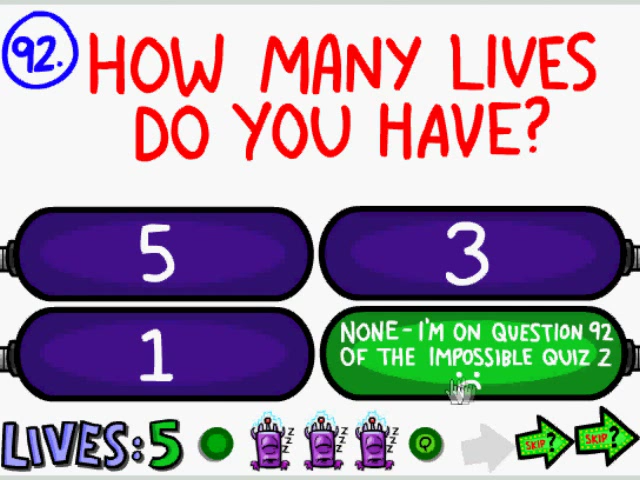 92.
HOW MANY LIVES
DO YOU HAVE?
5
3
1
NONE - I'M ON QUESTION 92
OF THE IMPOSSIBLE QUIZ 2
:(
LIVES: 5
z z z
z z z
z z z
?
SKIP?
SKIP?